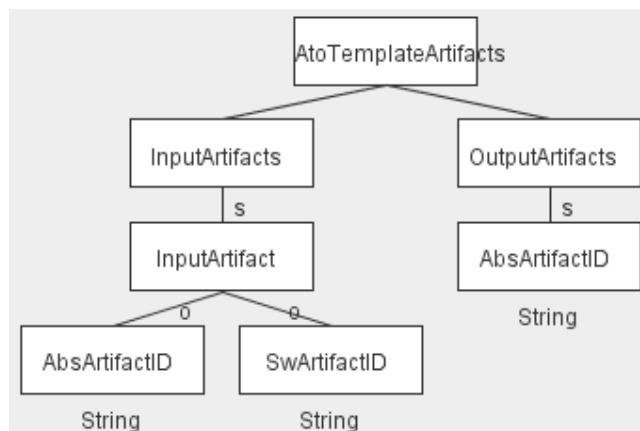 AtoTemplateArtifacts
InputArtifacts
OutputArtifacts
s
s
InputArtifact
AbsArtifactID
String
o
o
AbsArtifactID
SwArtifactID
String
String